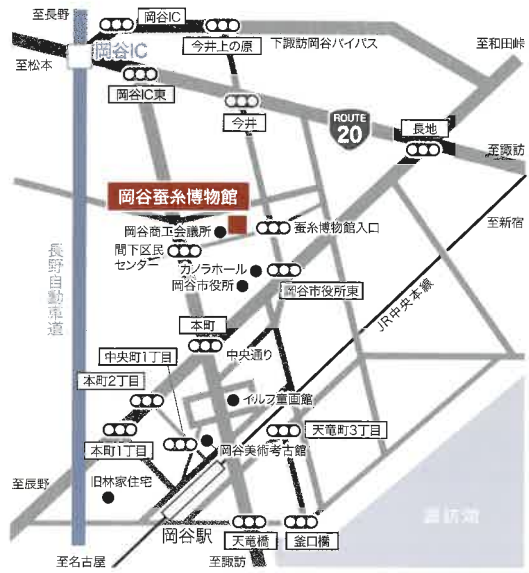 至長野
岡谷IC
今井上の原
下諏訪岡谷バイパス
至和田峠
岡谷IC
至松本
岡谷IC東
今井
ROUTE
20
長地
至諏訪
岡谷蚕糸博物館
至新宿
岡谷商工会議所
蚕糸博物館入口
間下区民
センター
カノラホール
岡谷市役所
岡谷市役所東
長野自動車道
JR中央本線
本町
中央町1丁目
中央通り
本町2丁目
イルフ童画館
天竜町3丁目
本町1丁目
岡谷美術考古館
至辰野
旧林家住宅
諏訪湖
岡谷駅
天竜橋
釜口橋
至名古屋
至諏訪